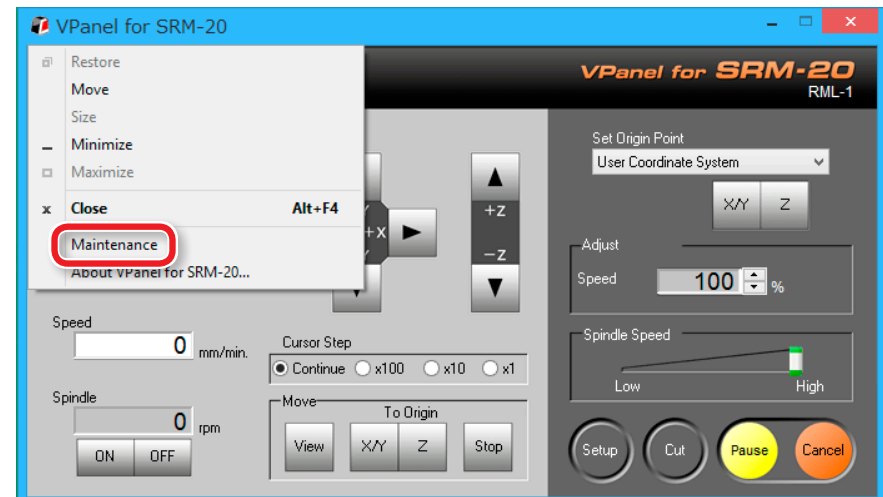 VPanel for SRM-20
Restore
Move
Size
Minimize
Maximize
x Close Alt+F4
Maintenance
About VPanel for SRM-20...
VPanel for SRM-20
RML-1
+X
+Z
−Z
Set Origin Point
User Coordinate System
X/Y Z
Adjust
Speed 100 %
Spindle Speed
Low High
Speed
0 mm/min.
Spindle
0 rpm
ON OFF
Cursor Step
Continue x100 x10 x1
Move
To Origin
View X/Y Z Stop
Setup Cut Pause Cancel